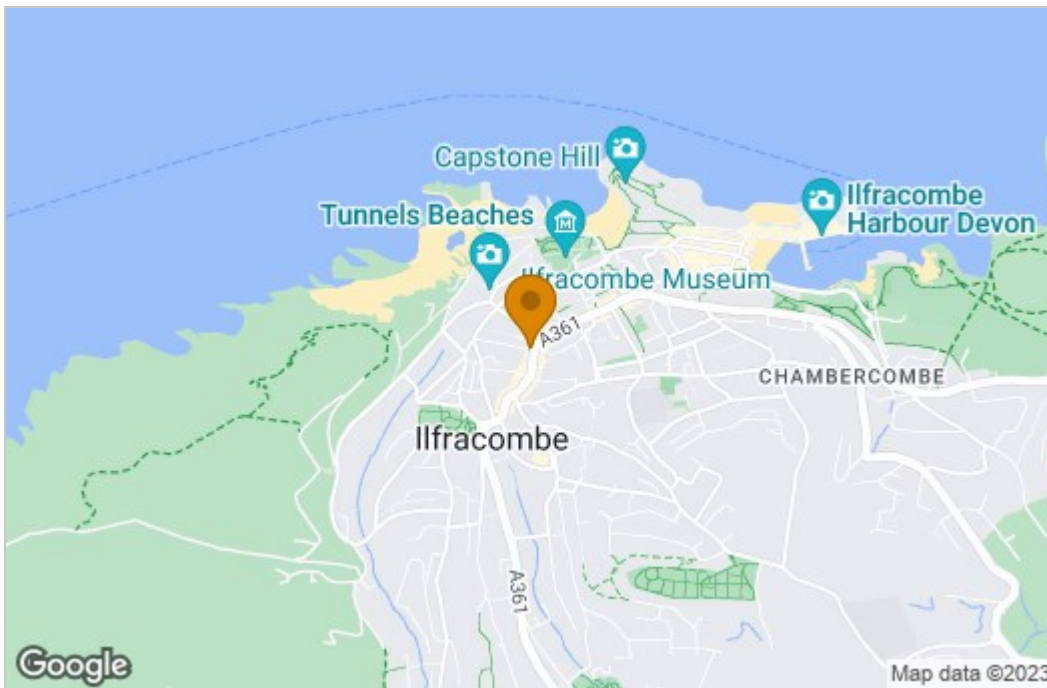 Capstone Hill
Tunnels Beaches
Ilfracombe
Harbour Devon
Ilfracombe Museum
A361
CHAMBERCOMBE
Ilfracombe
A361
Google
Map data ©2023